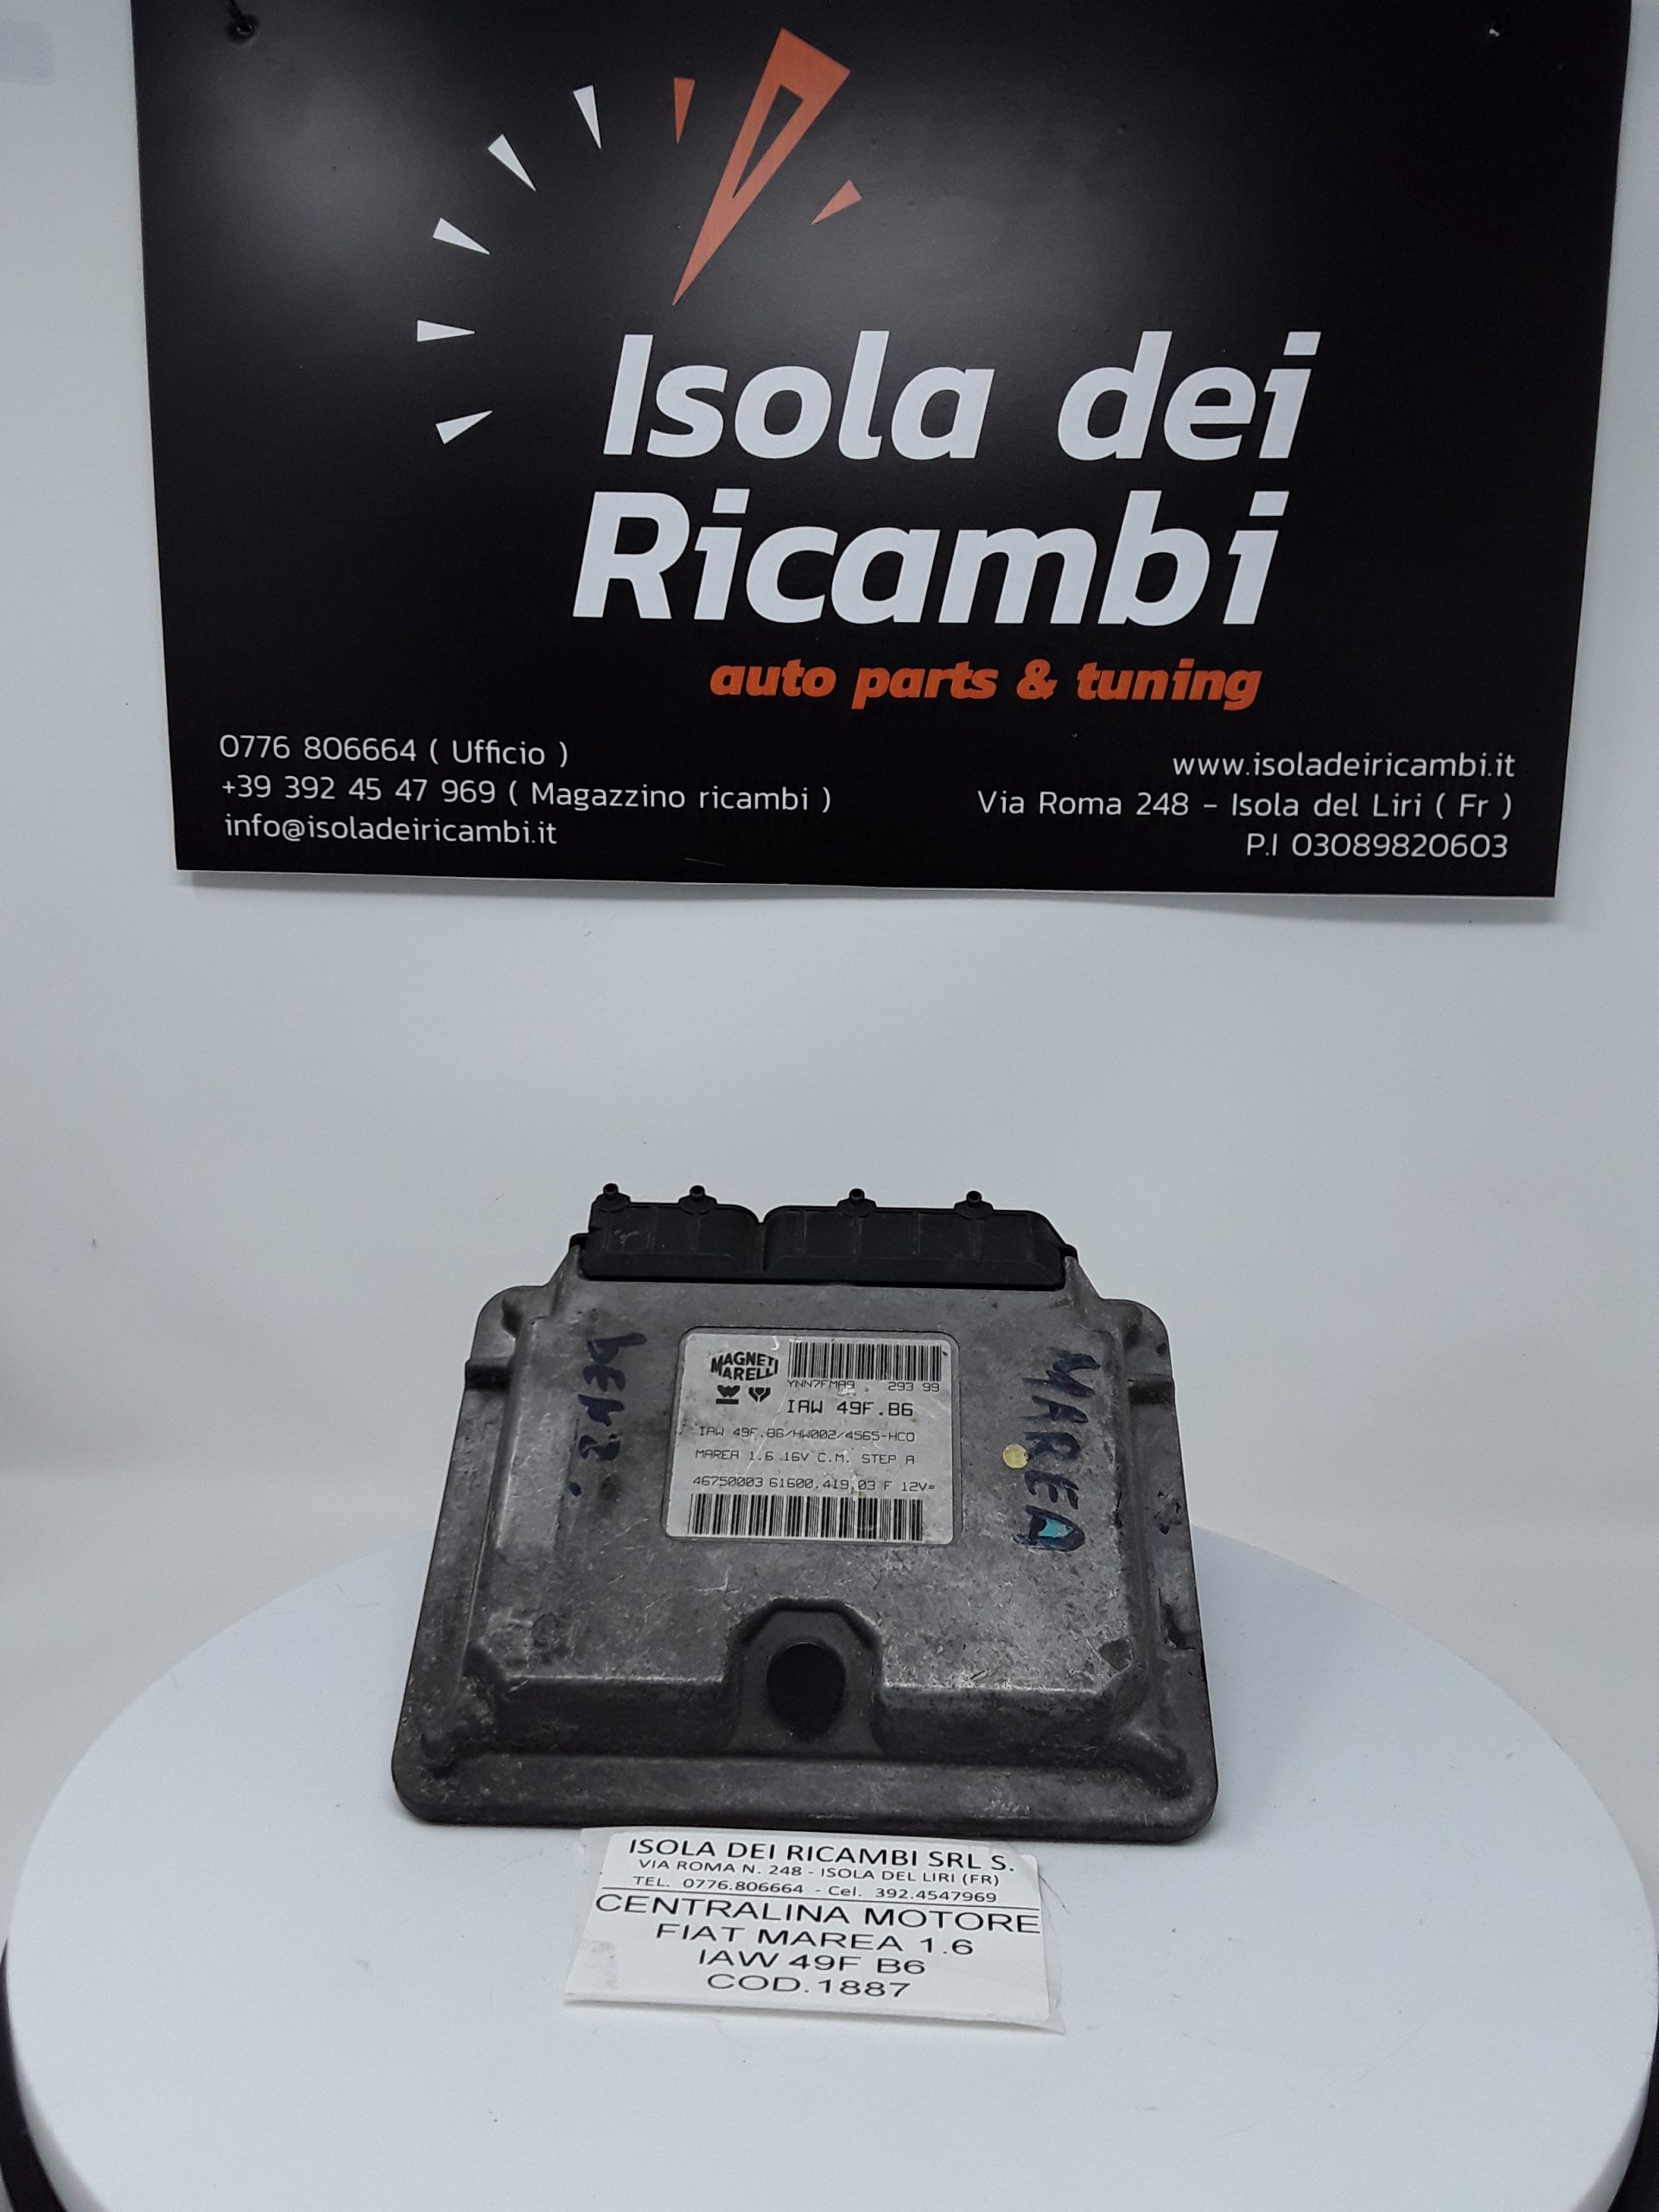 Isola dei
Ricambi
auto parts & tuning
0776 806664 ( Ufficio )
+39 392 45 47 969 ( Magazzino ricambi )
info@isoladeiricambi.it
www.isoladeiricambi.it
Via Roma 248 - Isola del Liri ( Fr )
P.I 03089820603
MAGNETI
MARELLI
YNN7FMA9 293 99
IAW 49F.B6
IAW 49F.B6/HW002/4565-HC0
MAREA 1.6 16V C.M. STEP A
46750003 61600.419.03 F 12V=
BENZ.
MAREA
ISOLA DEI RICAMBI SRL S.
VIA ROMA N. 248 - ISOLA DEL LIRI (FR)
TEL. 0776.806664 - Cel. 392.4547969
CENTRALINA MOTORE
FIAT MAREA 1.6
IAW 49F B6
COD.1887